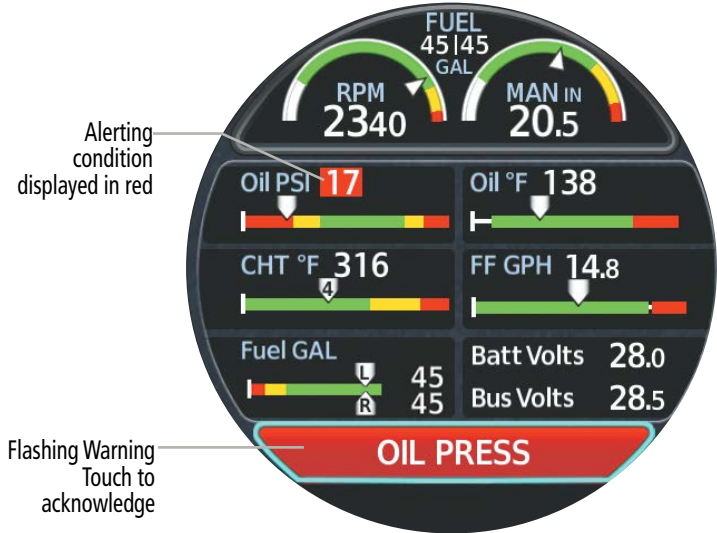 FUEL
45|45
GAL
RPM
2340
MAN IN
20.5
Alerting
condition
displayed in red
Oil PSI 17
Oil °F 138
CHT °F 316
4
FF GPH 14.8
Fuel GAL
L
45
R
45
Batt Volts 28.0
Bus Volts 28.5
Flashing Warning
Touch to
acknowledge
OIL PRESS